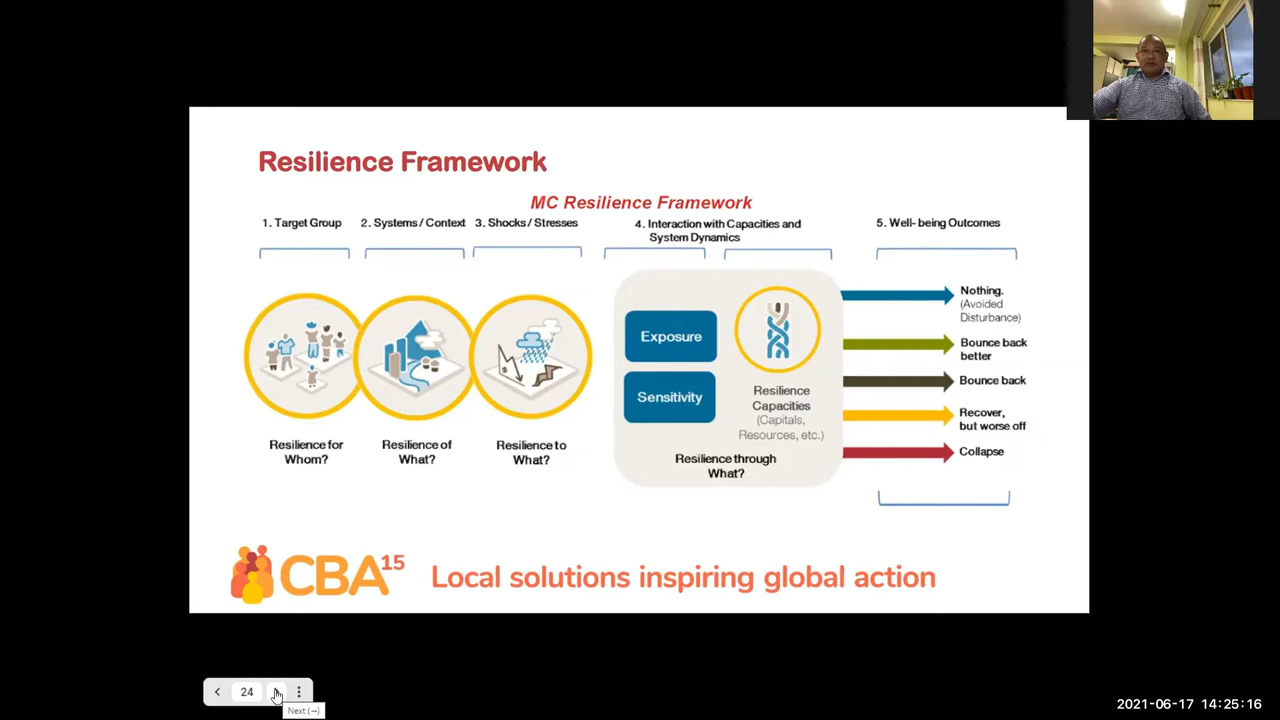 Resilience Framework
MC Resilience Framework
1. Target Group
2. Systems / Context
3. Shocks / Stresses
4. Interaction with Capacities and
System Dynamics
5. Well- being Outcomes
Exposure
Sensitivity
Resilience
Capacities
(Capitals,
Resources, etc.)
Resilience through
What?
Resilience for
Whom?
Resilience of
What?
Resilience to
What?
Nothing.
(Avoided
Disturbance)
Bounce back
better
Bounce back
Recover,
but worse off
Collapse
CBA15
Local solutions inspiring global action
24
Next (→)
2021-06-17 14:25:16